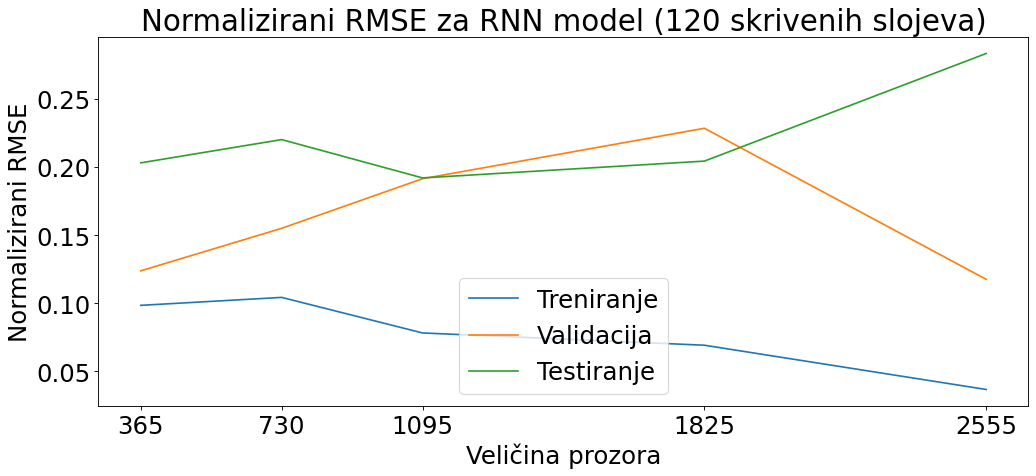 Normalizirani RMSE za RNN model (120 skrivenih slojeva)
Normalizirani RMSE
0.25
0.20
0.15
0.10
0.05
Treniranje
Validacija
Testiranje
365 730 1095 1825 2555
Veličina prozora